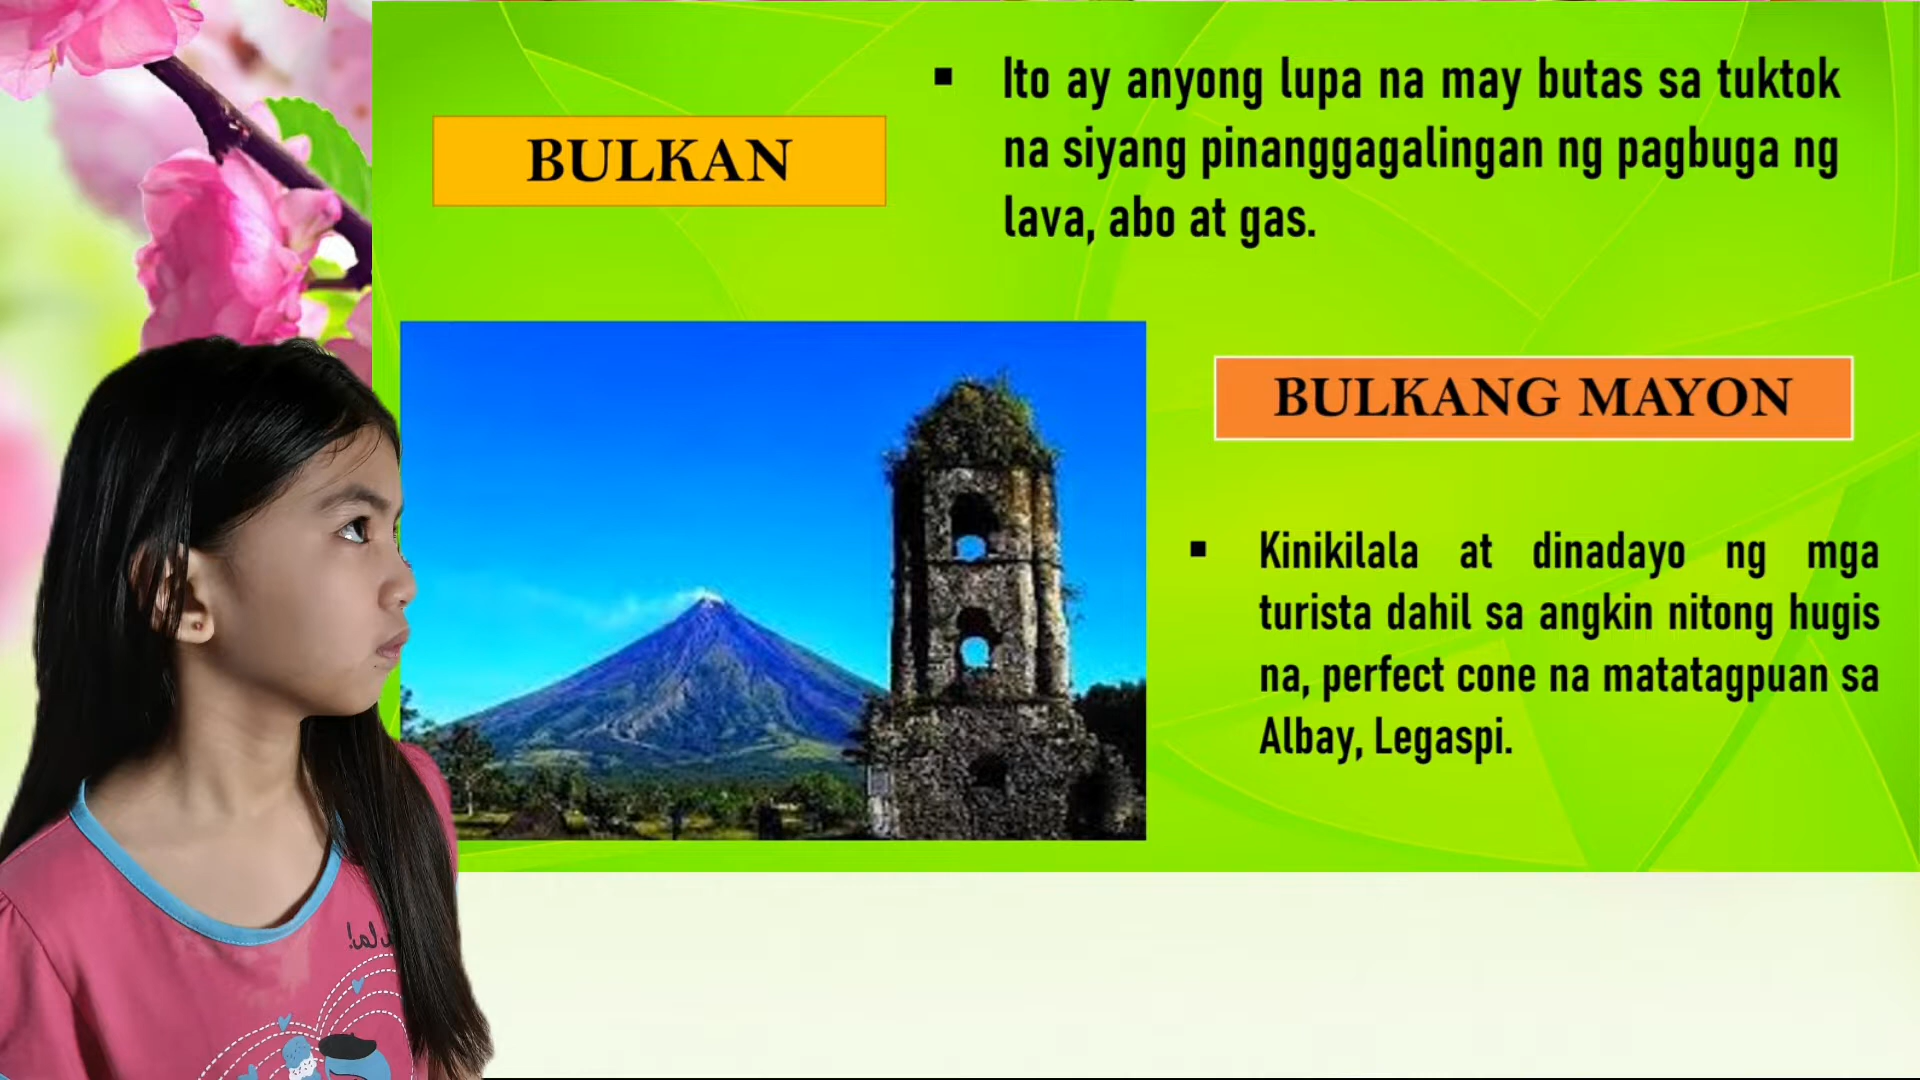 BULKAN
▪ Ito ay anyong lupa na may butas sa tuktok
na siyang pinanggagalingan ng pagbuga ng
lava, abo at gas.
BULKANG MAYON
▪ Kinikilala at dinadayo ng mga
turista dahil sa angkin nitong hugis
na, perfect cone na matatagpuan sa
Albay, Legaspi.